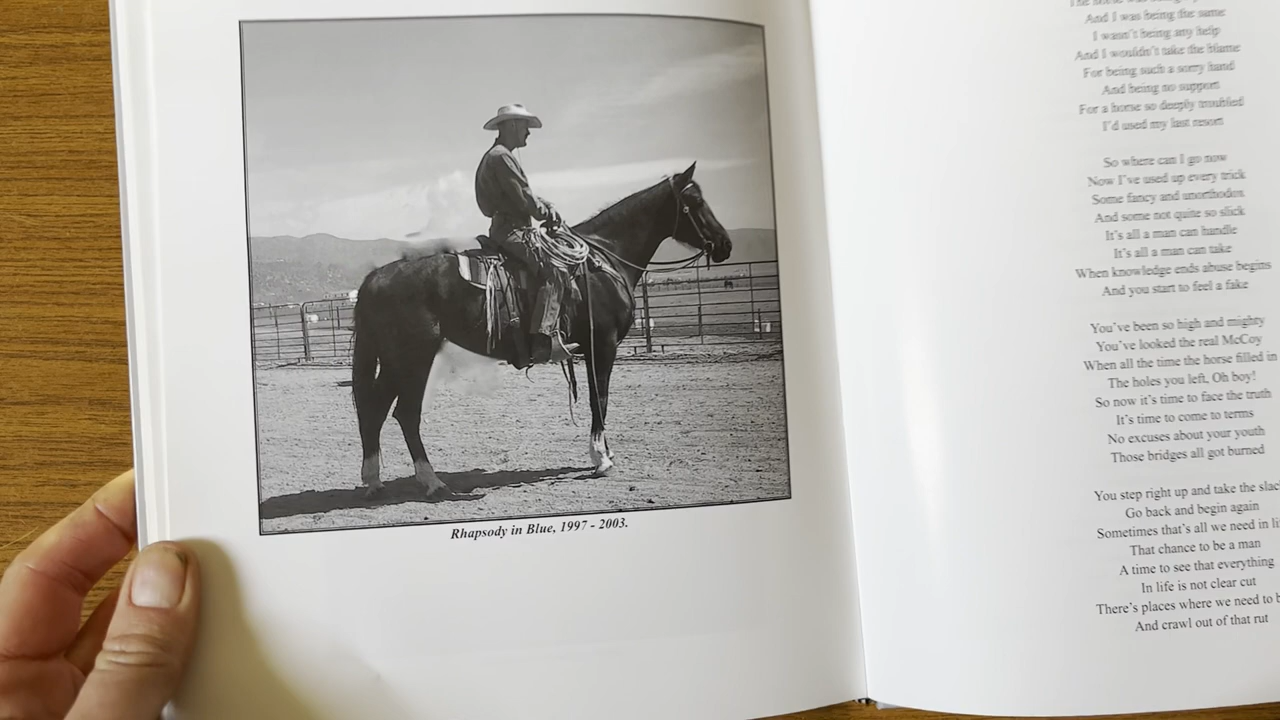 Rhapsody in Blue, 1997 - 2003.
And I was being the same
I wasn't being any help
And I wouldn't take the blame
For being such a sorry hand
And being no support
For a horse so deeply troubled
I'd used my last resort
So where can I go now
Now I've used up every trick
Some fancy and unorthodox
And some not quite so slick
It's all a man can handle
It's all a man can take
When knowledge ends abuse begins
And you start to feel a fake
You've been so high and mighty
You've looked the real McCoy
When all the time the horse filled in
The holes you left, Oh boy!
So now it's time to face the truth
It's time to come to terms
No excuses about your youth
Those bridges all got burned
You step right up and take the
Go back and begin again
Sometimes that's all we need in
That chance to be a man
A time to see that everything
In life is not clear cut
There's places where we need to
And crawl out of that rut